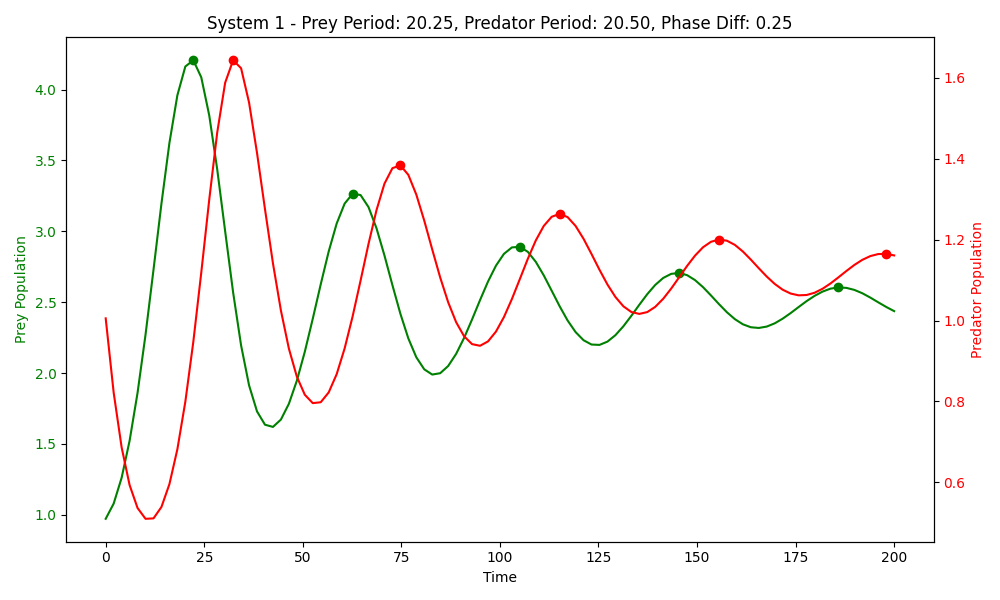 System 1 - Prey Period: 20.25, Predator Period: 20.50, Phase Diff: 0.25
4.0
3.5
3.0
2.5
2.0
1.5
1.0
Prey Population
1.6
1.4
1.2
1.0
0.8
0.6
Predator Population
0 25 50 75 100 125 150 175 200
Time